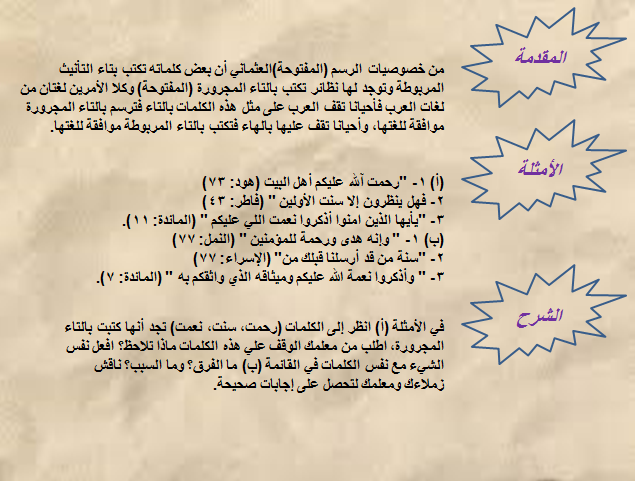 المقدمة
من خصوصيات الرسم (المفتوحة)العثماني أن بعض كلماته تكتب بتاء التأنيث
المربوطة وتوجد لها نظائر تكتب بالتاء المجرورة (المفتوحة) وكلا الأمرين لغتان من
لغات العرب فأحيانا تقف العرب على مثل هذه الكلمات بالتاء فترسم بالتاء المجرورة
موافقة للغتها، وأحيانا تقف عليها بالهاء فتكتب بالتاء المربوطة موافقة للغتها.
الأمثلة
(أ) ١- "رحمت آلله عليكم أهل البيت (هود: ٧٣)
٢- فهل ينظرون إلا سنت الأولين " (فاطر: ٤٣)
٣- "يأيها الذين امنوا أذكروا نعمت اللي عليكم " (المائدة: ١١).
(ب) ١- " وإنه هدى ورحمة للمؤمنين " (النمل: ٧٧)
٢- "سنة من قد أرسلنا قبلك من" (الإسراء: ٧٧)
٣- " وأذكروا نعمة الله عليكم وميثاقه الذي واثقكم به " (المائدة: ٧).
الشرح
في الأمثلة (أ) انظر إلى الكلمات (رحمت، سنت، نعمت) تجد أنها كتبت بالتاء
المجرورة، اطلب من معلمك الوقف علي هذه الكلمات ماذا تلاحظ؟ افعل نفس
الشيء مع نفس الكلمات في القائمة (ب) ما الفرق؟ وما السبب؟ ناقش
زملاءك ومعلمك لتحصل على إجابات صحيحة.